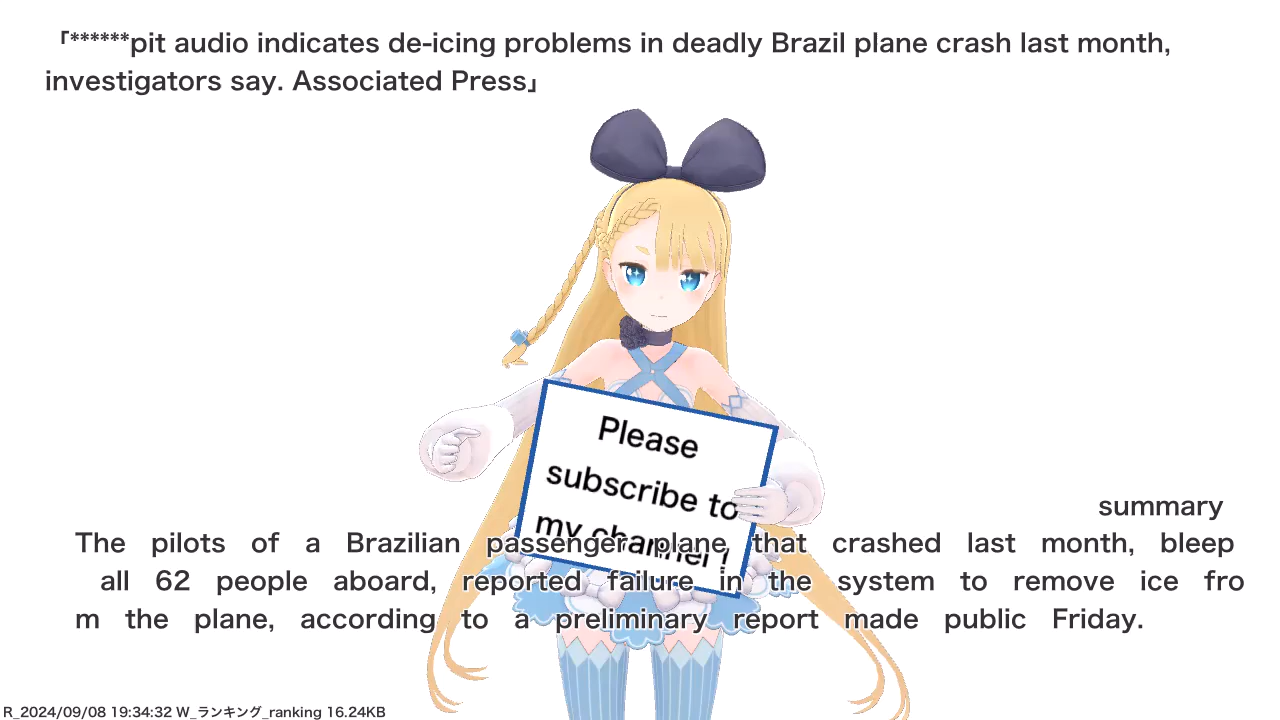 「******pit audio indicates de-icing problems in deadly Brazil plane crash last month,
investigators say. Associated Press」
Please
subscribe to
my channel !
summary
The pilots of a Brazilian passenger plane that crashed last month, bleep
all 62 people aboard, reported failure in the system to remove ice fro
m the plane, according to a preliminary report made public Friday.
R_2024/09/08 19:34:32 W_ランキング_ranking 16.24KB